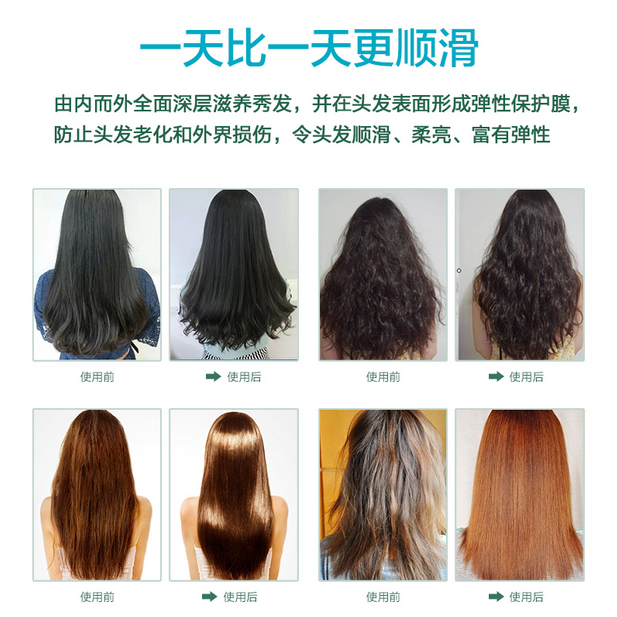 一天比一天更顺滑
由内而外全面深层滋养秀发，并在头发表面形成弹性保护膜，
防止头发老化和外界损伤，令头发顺滑、柔亮、富有弹性
使用前
使用后
使用前
使用后
使用前
使用后
使用前
使用后